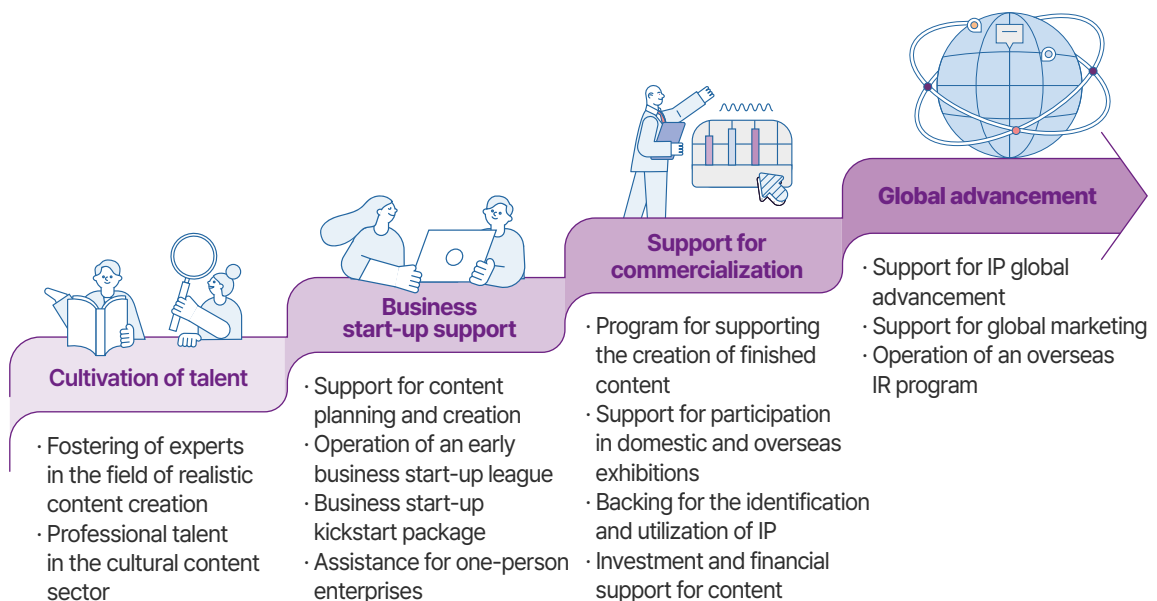 Cultivation of talent
· Fostering of experts
in the field of realistic
content creation
· Professional talent
in the cultural content
sector
Business
start-up support
· Support for content
planning and creation
· Operation of an early
business start-up league
· Business start-up
kickstart package
· Assistance for one-person
enterprises
Support for
commercialization
· Program for supporting
the creation of finished
content
· Support for participation
in domestic and overseas
exhibitions
· Backing for the identification
and utilization of IP
· Investment and financial
support for content
Global advancement
· Support for IP global
advancement
· Support for global marketing
· Operation of an overseas
IR program